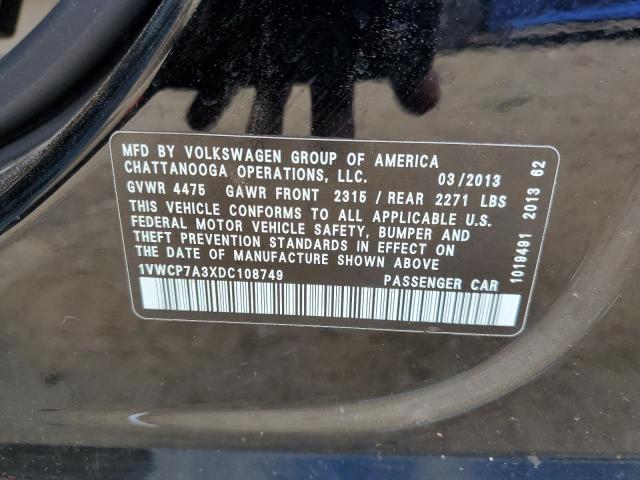 MFD BY VOLKSWAGEN GROUP OF AMERICA
CHATTANOOGA OPERATIONS, LLC. 03/2013
GVWR 4475 GAWR FRONT 2315 / REAR 2271 LBS
THIS VEHICLE CONFORMS TO ALL APPLICABLE U.S.
FEDERAL MOTOR VEHICLE SAFETY, BUMPER AND
THEFT PREVENTION STANDARDS IN EFFECT ON
THE DATE OF MANUFACTURE SHOWN ABOVE
1VWCP7A3XDC108749 PASSENGER CAR
1019491 2013 62